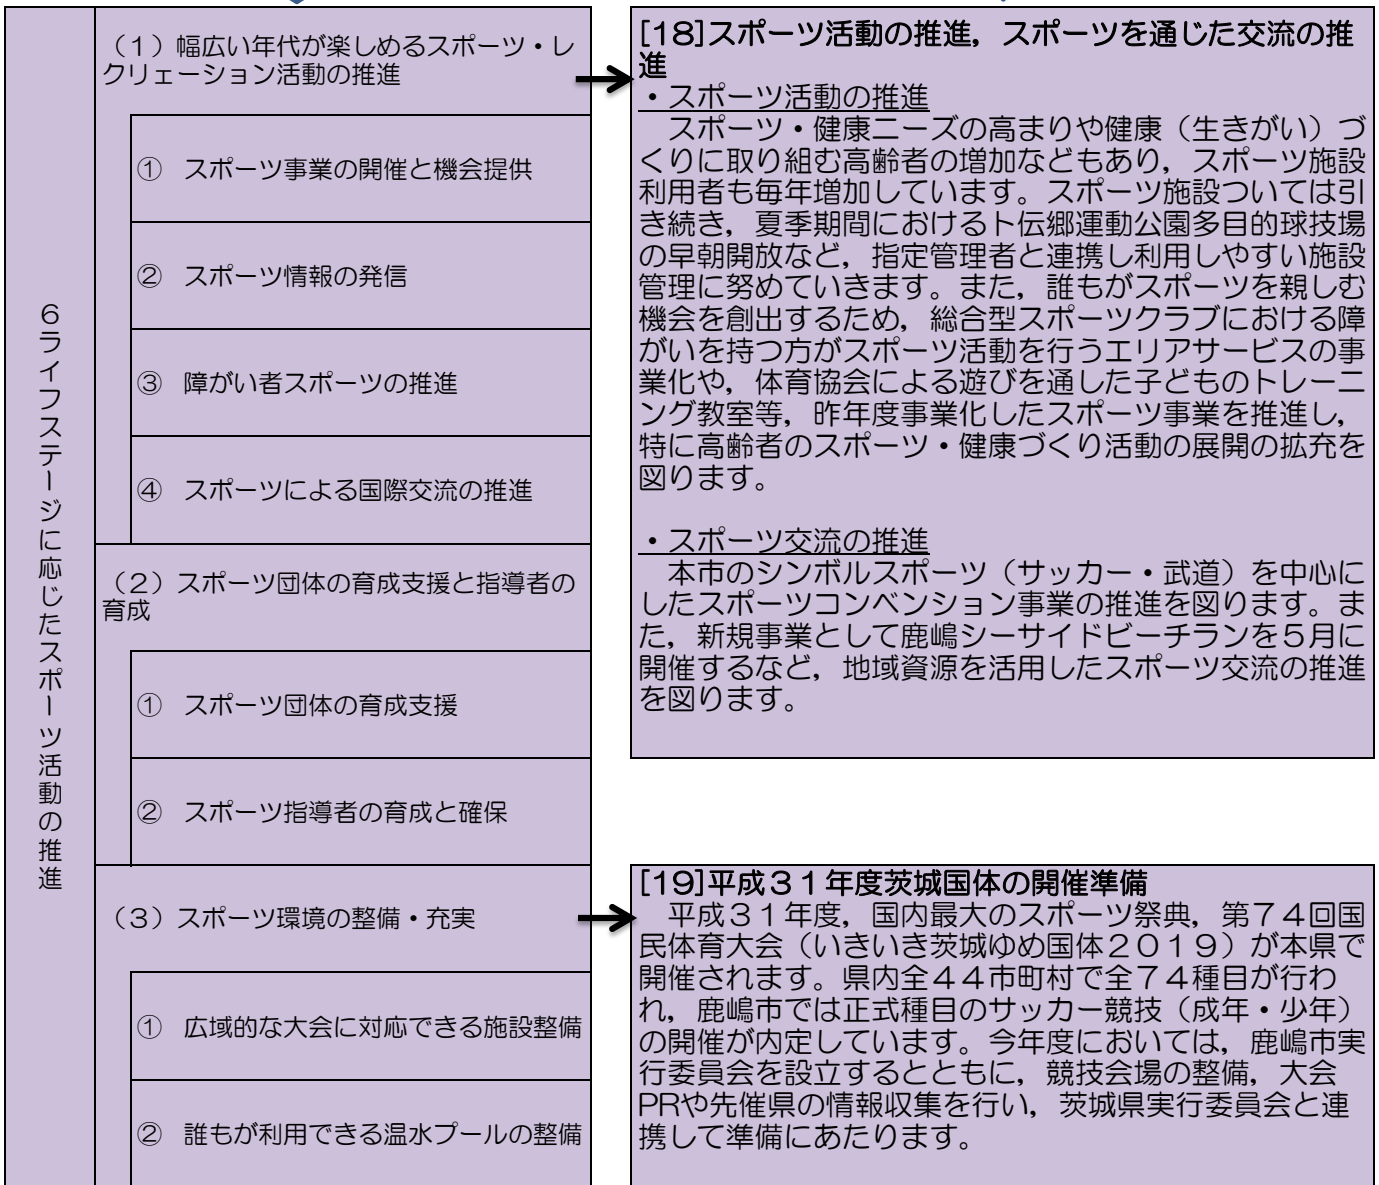 6ライフステージに応じたスポーツ活動の推進
(1)幅広い年代が楽しめるスポーツ・レ
クリェーション活動の推進
① スポーツ事業の開催と機会提供
② スポーツ情報の発信
③ 障がい者スポーツの推進
④ スポーツによる国際交流の推進
(2)スポーツ団体の育成支援と指導者の
育成
① スポーツ団体の育成支援
② スポーツ指導者の育成と確保
(3)スポーツ環境の整備・充実
① 広域的な大会に対応できる施設整備
② 誰もが利用できる温水プールの整備
[18]スポーツ活動の推進，スポーツを通じた交流の推
進
・スポーツ活動の推進
　スポーツ・健康ニーズの高まりや健康（生きがい）づ
くりに取り組む高齢者の増加などもあり，スポーツ施設
利用者も毎年増加しています。スポーツ施設ついては引
き続き，夏季期間における卜伝郷運動公園多目的球技場
の早朝開放など，指定管理者と連携し利用しやすい施設
管理に努めていきます。また，誰もがスポーツを親しむ
機会を創出するため，総合型スポーツクラブにおける障
がいを持つ方がスポーツ活動を行うエリアサービスの事
業化や，体育協会による遊びを通した子どものトレーニ
ング教室等，昨年度事業化したスポーツ事業を推進し，
特に高齢者のスポーツ・健康づくり活動の展開の拡充を
図ります。
・スポーツ交流の推進
　本市のシンボルスポーツ（サッカー・武道）を中心に
したスポーツコンベンション事業の推進を図ります。ま
た，新規事業として鹿嶋シーサイドビーチランを５月に
開催するなど，地域資源を活用したスポーツ交流の推進
を図ります。
[19]平成３１年度茨城国体の開催準備
　平成３１年度，国内最大のスポーツ祭典，第７４回国
民体育大会（いきいき茨城ゆめ国体２０１９）が本県で
開催されます。県内全４４市町村で全７４種目が行わ
れ，鹿嶋市では正式種目のサッカー競技（成年・少年）
の開催が内定しています。今年度においては，鹿嶋市実
行委員会を設立するとともに，競技会場の整備，大会
PRや先催県の情報収集を行い，茨城県実行委員会と連
携して準備にあたります。